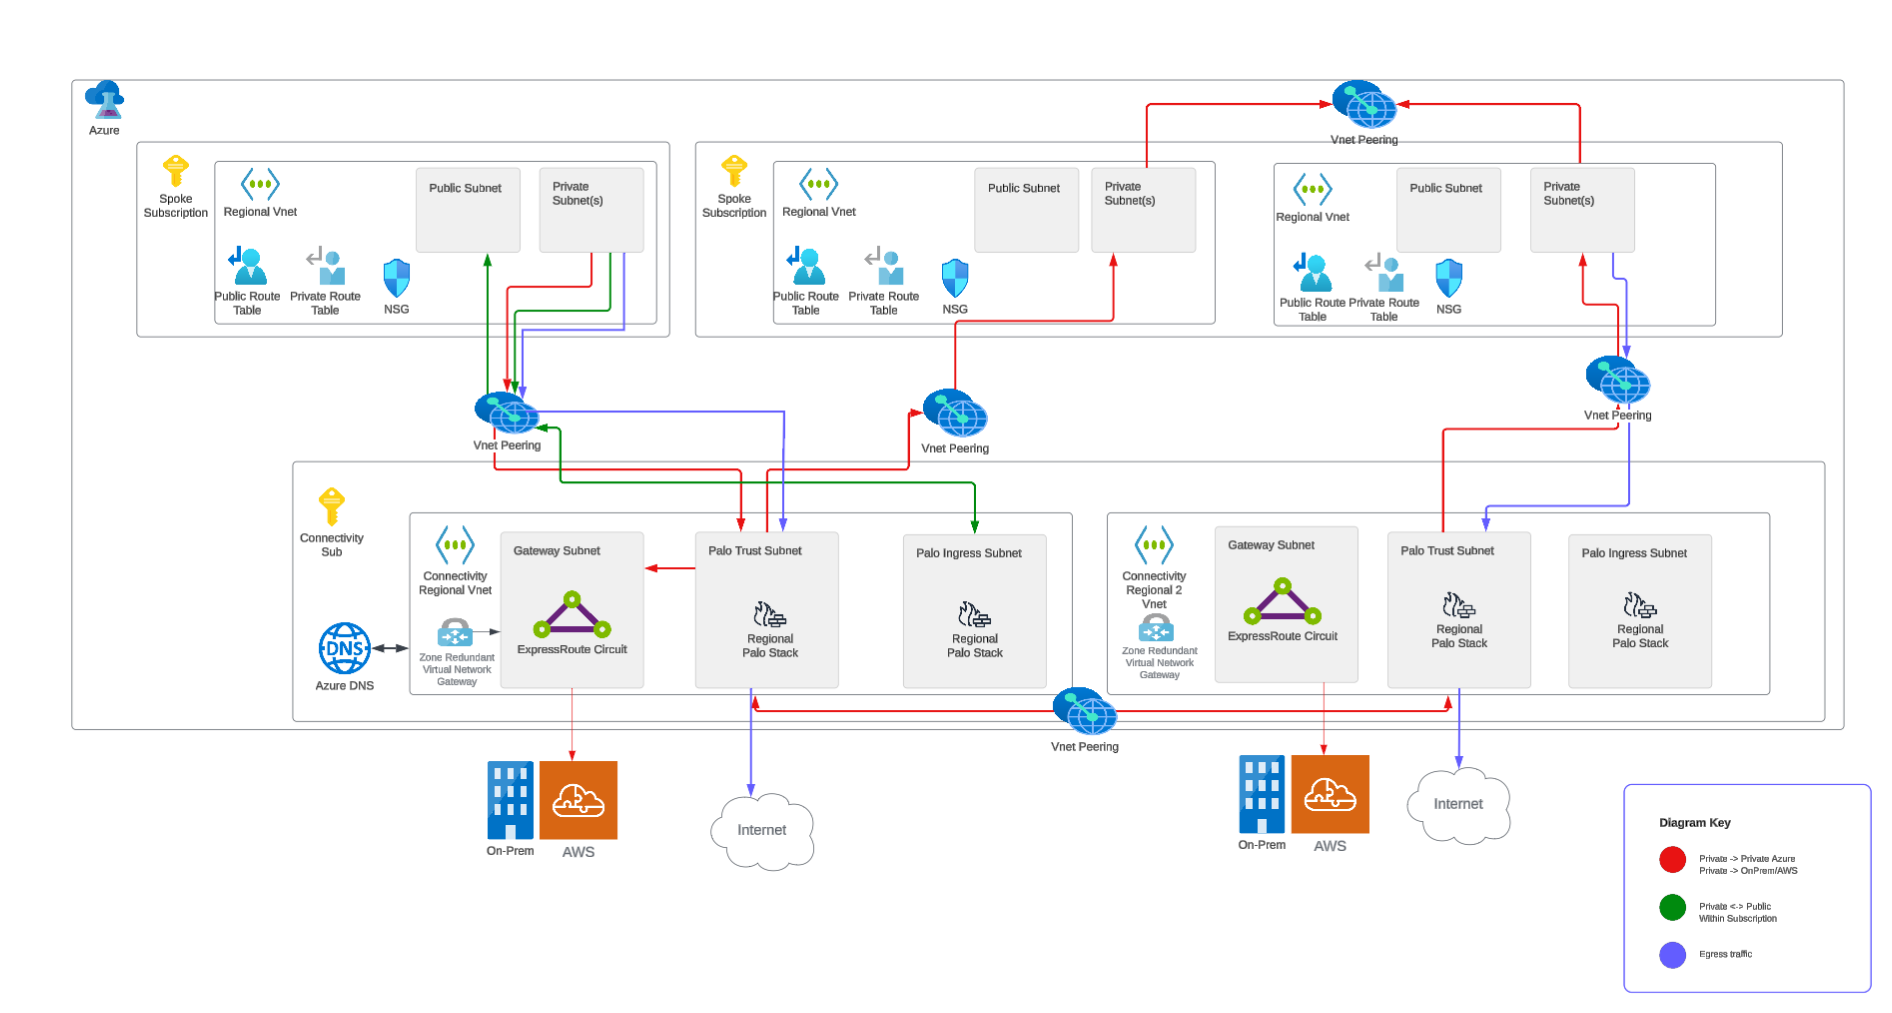 Azure
Vnet Peering
Spoke
Subscription
Regional Vnet
Public Subnet
Private
Subnet(s)
Public Route
Table
Private Route
Table
NSG
Spoke
Subscription
Regional Vnet
Public Subnet
Private
Subnet(s)
Public Route
Table
Private Route
Table
NSG
Regional Vnet
Public Subnet
Private
Subnet(s)
Public Route
Table
Private Route
Table
NSG
Vnet Peering
Vnet Peering
Vnet Peering
Connectivity
Sub
Azure DNS
DNS
Connectivity
Regional Vnet
Zone Redundant
Virtual Network
Gateway
Gateway Subnet
ExpressRoute Circuit
Palo Trust Subnet
Regional
Palo Stack
Palo Ingress Subnet
Regional
Palo Stack
Connectivity
Regional 2
Vnet
Zone Redundant
Virtual Network
Gateway
Gateway Subnet
ExpressRoute Circuit
Palo Trust Subnet
Regional
Palo Stack
Palo Ingress Subnet
Regional
Palo Stack
Vnet Peering
On-Prem
AWS
Internet
On-Prem
AWS
Internet
Diagram Key
Private -> Private Azure
Private -> OnPrem/AWS
Private <-> Public
Within Subscription
Egress traffic